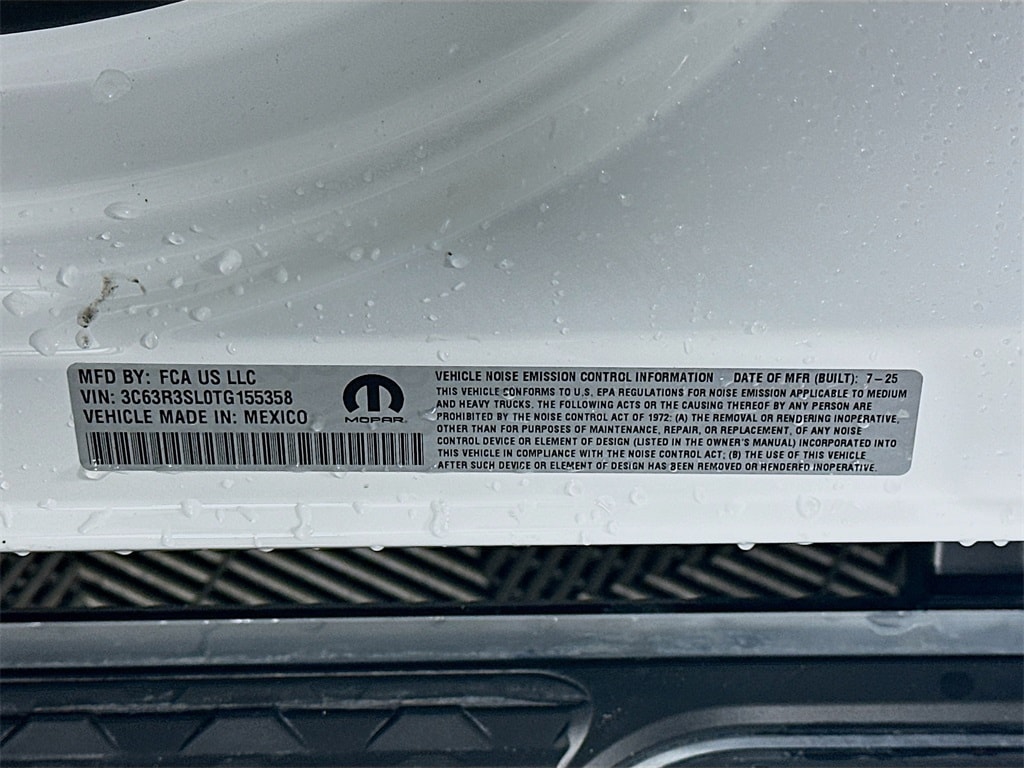 MFD BY: FCA US LLC
VIN: 3C63R3SL0TG155358
VEHICLE MADE IN: MEXICO
MOPAR
VEHICLE NOISE EMISSION CONTROL INFORMATION - DATE OF MFR (BUILT): 7-25
THIS VEHICLE CONFORMS TO U.S. EPA REGULATIONS FOR NOISE EMISSION APPLICABLE TO MEDIUM
AND HEAVY TRUCKS. THE FOLLOWING ACTS OR THE CAUSING THEREOF BY ANY PERSON ARE
PROHIBITED BY THE NOISE CONTROL ACT OF 1972: (A) THE REMOVAL OR RENDERING INOPERATIVE,
OTHER THAN FOR PURPOSES OF MAINTENANCE, REPAIR, OR REPLACEMENT, OF ANY NOISE
CONTROL DEVICE OR ELEMENT OF DESIGN (LISTED IN THE OWNER'S MANUAL) INCORPORATED INTO
THIS VEHICLE IN COMPLIANCE WITH THE NOISE CONTROL ACT; (B) THE USE OF THIS VEHICLE
AFTER SUCH DEVICE OR ELEMENT OF DESIGN HAS BEEN REMOVED OR RENDERED INOPERATIVE.